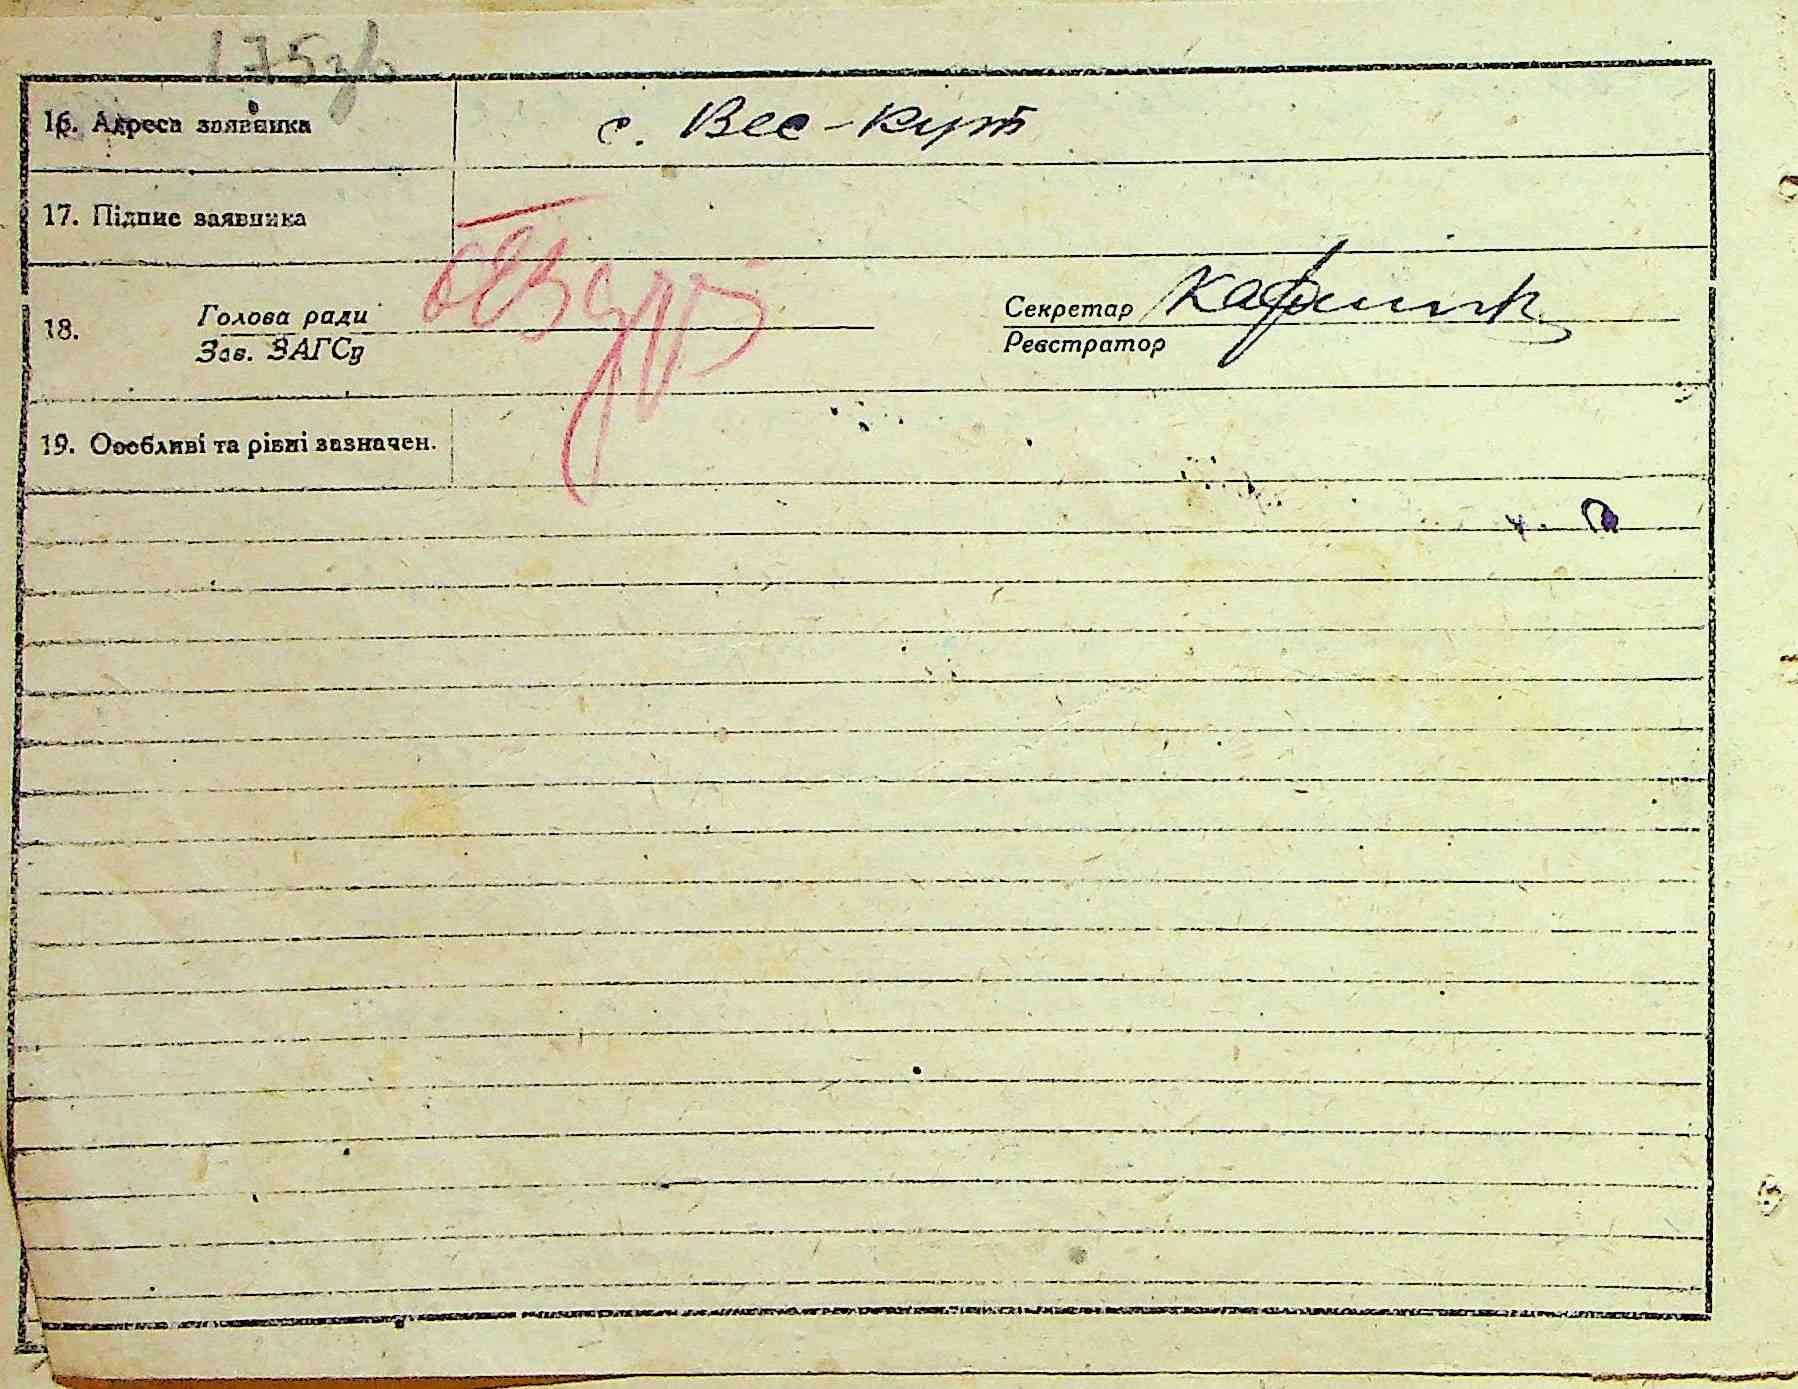 175зв
16. Адреса заявника с. Вес-Кут
17. Підпис заявника
18. Голова ради Секретар
Зав. ЗАГСу Реєстратор
19. Особливі та різні зазначен.